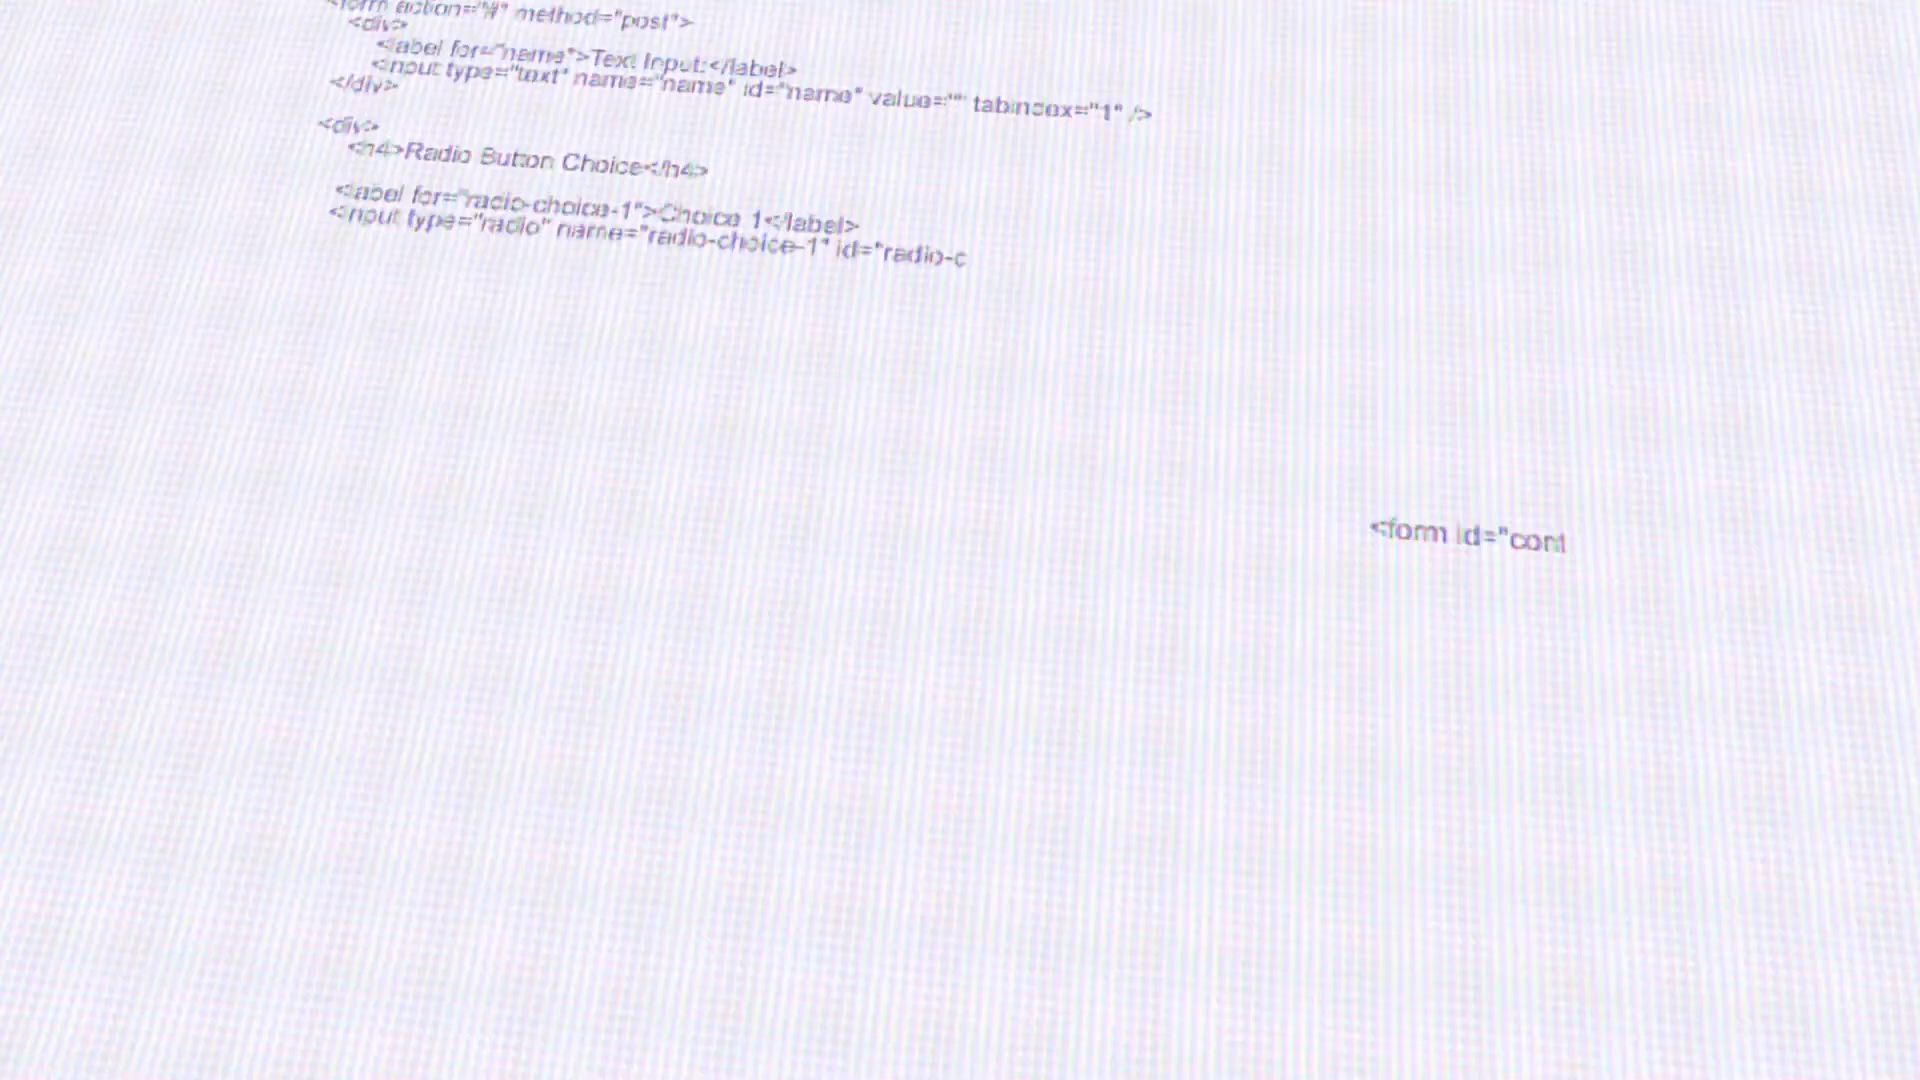 <form action="#" method="post">
<div>
<label for="name">Text Input:</label>
<input type="text" name="name" id="name" value="" tabindex="1" />
</div>
<div>
<h4>Radio Button Choice</h4>
<label for="radio-choice-1">Choice 1</label>
<input type="radio" name="radio-choice-1" id="radio-c
<form id="cont